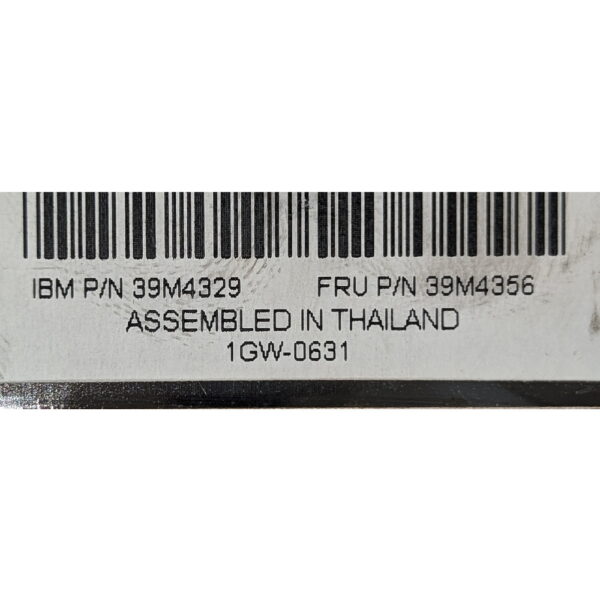 IBM P/N 39M4329 FRU P/N 39M4356
ASSEMBLED IN THAILAND
1GW-0631